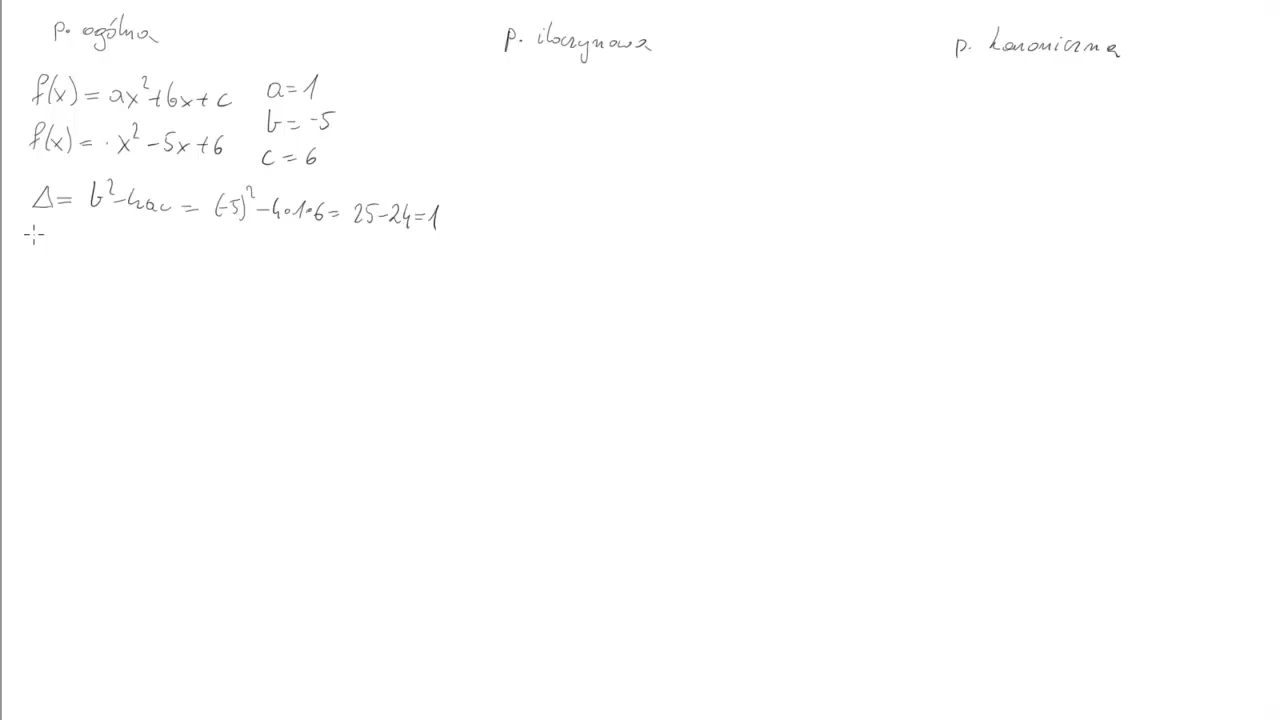 p. ogólna
p. iloczynowa
p. kanoniczna
f(x) = ax²+bx+c
a=1
f(x) = x²-5x+6
b=-5
c=6
Δ= b²-4ac = (-5)²-4·1·6= 25-24=1